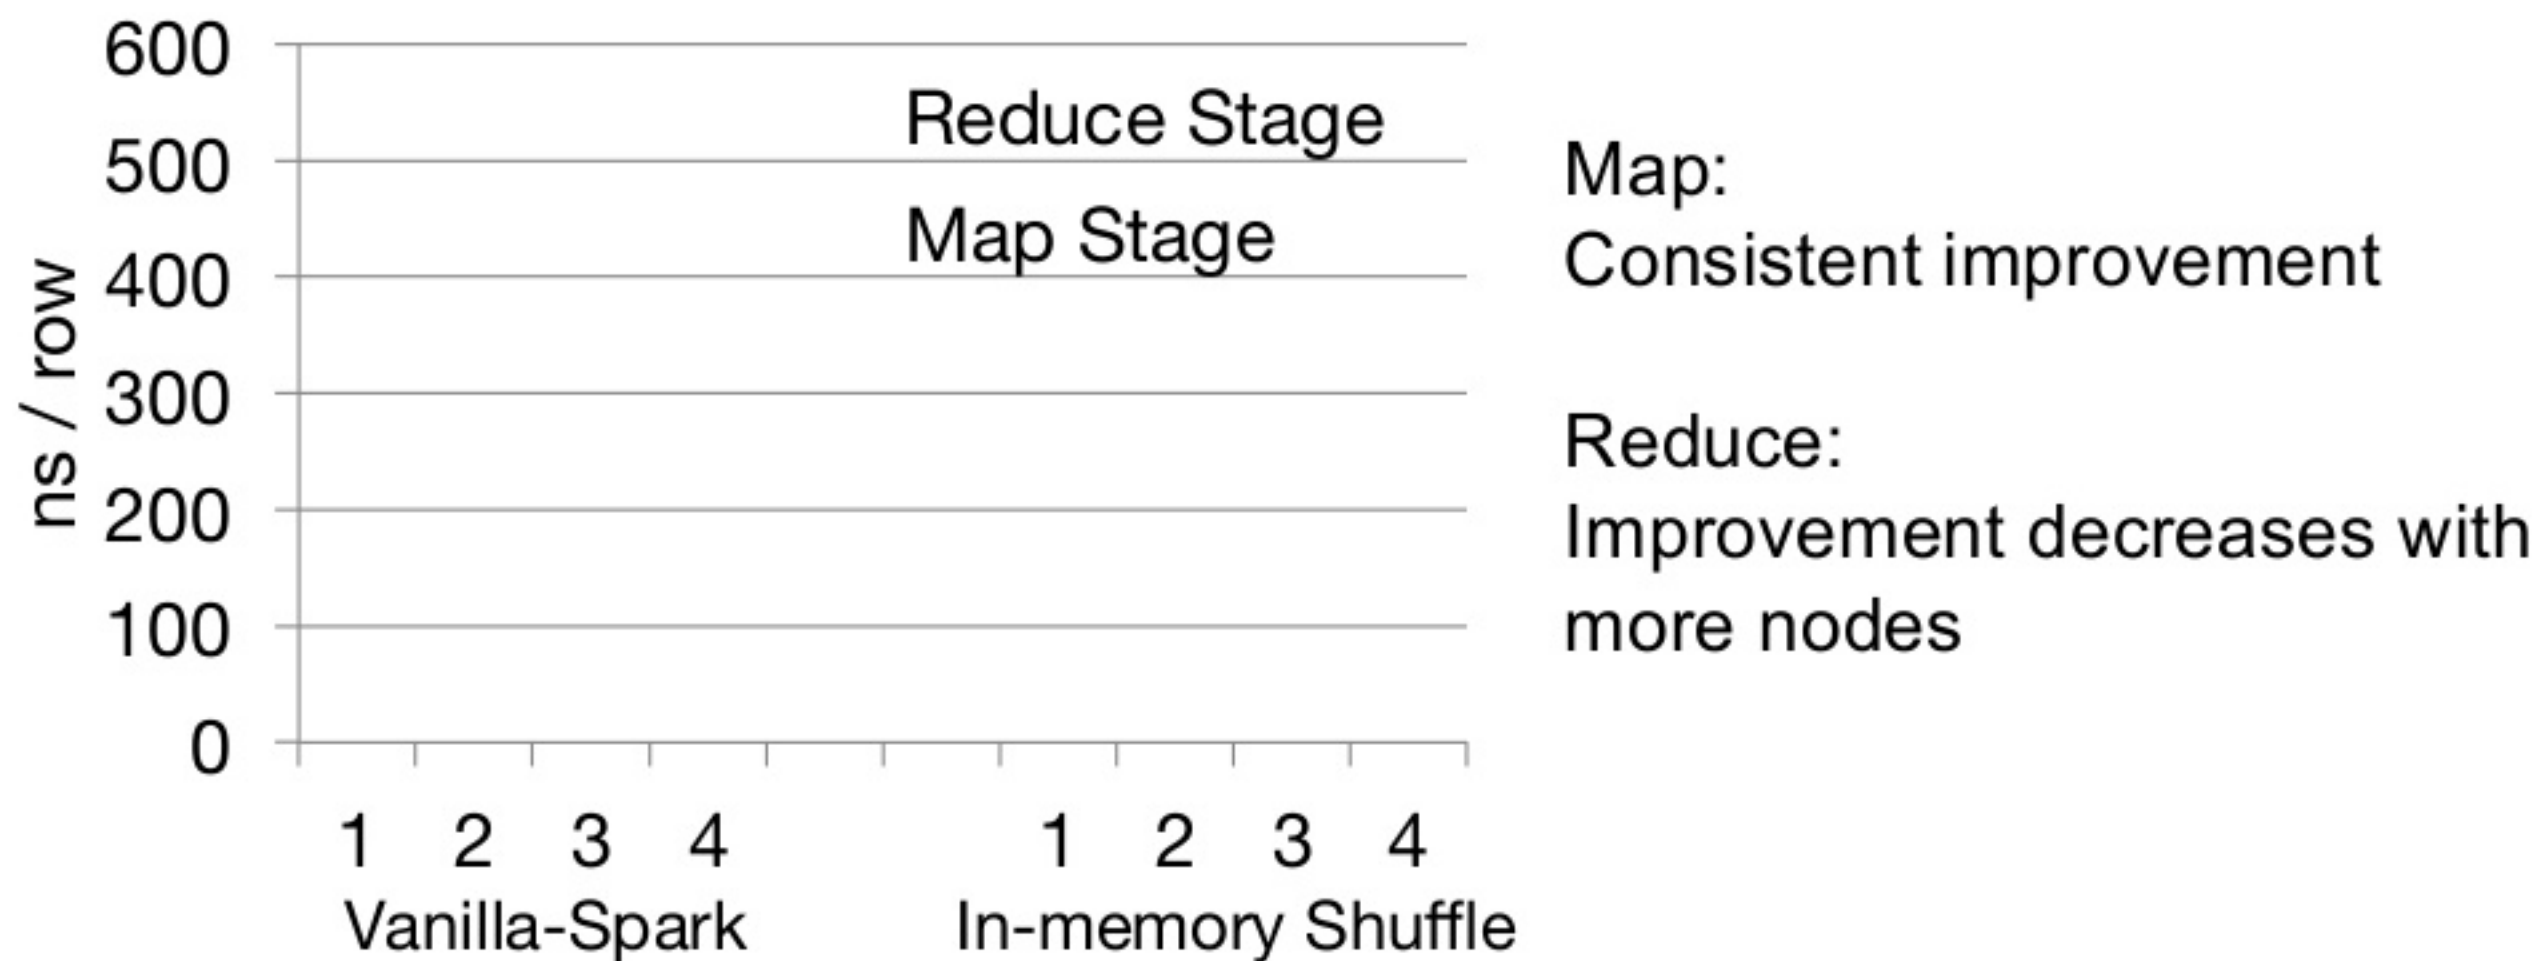 600
500
400
300
200
100
0
ns / row
Reduce Stage
Map Stage
1 2 3 4
Vanilla-Spark
1 2 3 4
In-memory Shuffle
Map:
Consistent improvement
Reduce:
Improvement decreases with
more nodes